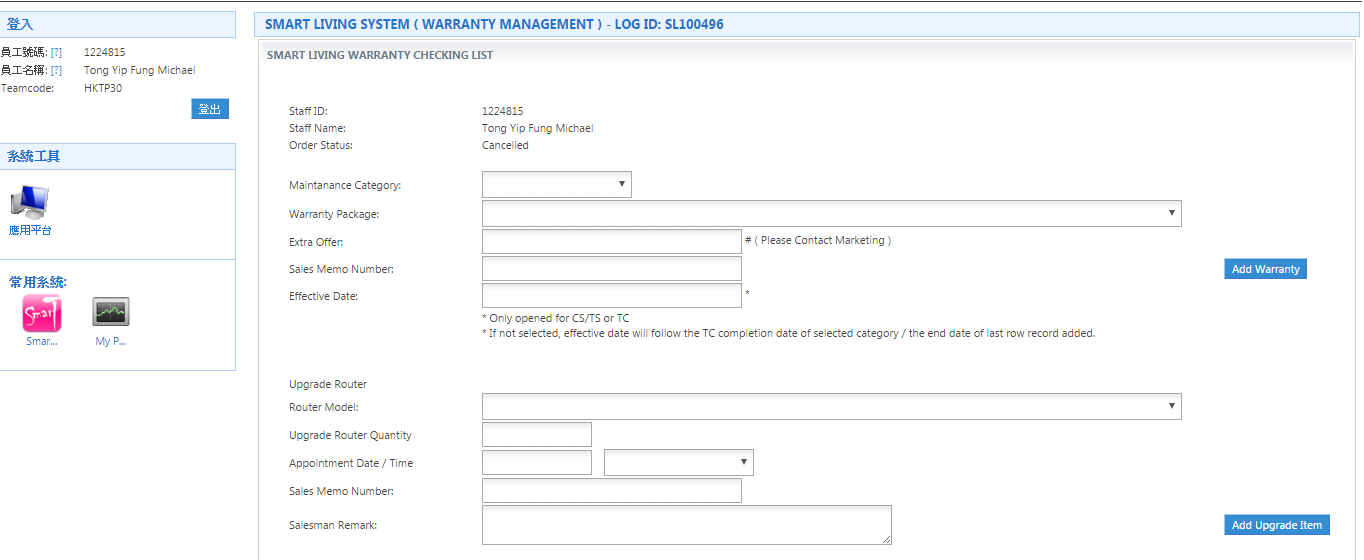 登入
員工號碼: [?] 1224815
員工名稱: [?] Tong Yip Fung Michael
Teamcode: HKTP30
登出
系統工具
應用平台
常用系統:
Smart
Smar...
My P...
SMART LIVING SYSTEM ( WARRANTY MANAGEMENT ) - LOG ID: SL100496
SMART LIVING WARRANTY CHECKING LIST
Staff ID: 1224815
Staff Name: Tong Yip Fung Michael
Order Status: Cancelled
Maintanance Category:
Warranty Package:
Extra Offer: # ( Please Contact Marketing )
Sales Memo Number:
Add Warranty
Effective Date: *
* Only opened for CS/TS or TC
* If not selected, effective date will follow the TC completion date of selected category / the end date of last row record added.
Upgrade Router
Router Model:
Upgrade Router Quantity
Appointment Date / Time
Sales Memo Number:
Salesman Remark:
Add Upgrade Item